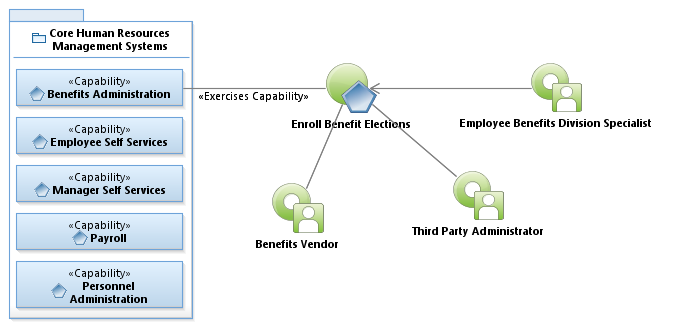 Core Human Resources
Management Systems
«Capability»
Benefits Administration
«Capability»
Employee Self Services
«Capability»
Manager Self Services
«Capability»
Payroll
«Capability»
Personnel
Administration
«Exercises Capability»
Enroll Benefit Elections
Employee Benefits Division Specialist
Benefits Vendor
Third Party Administrator